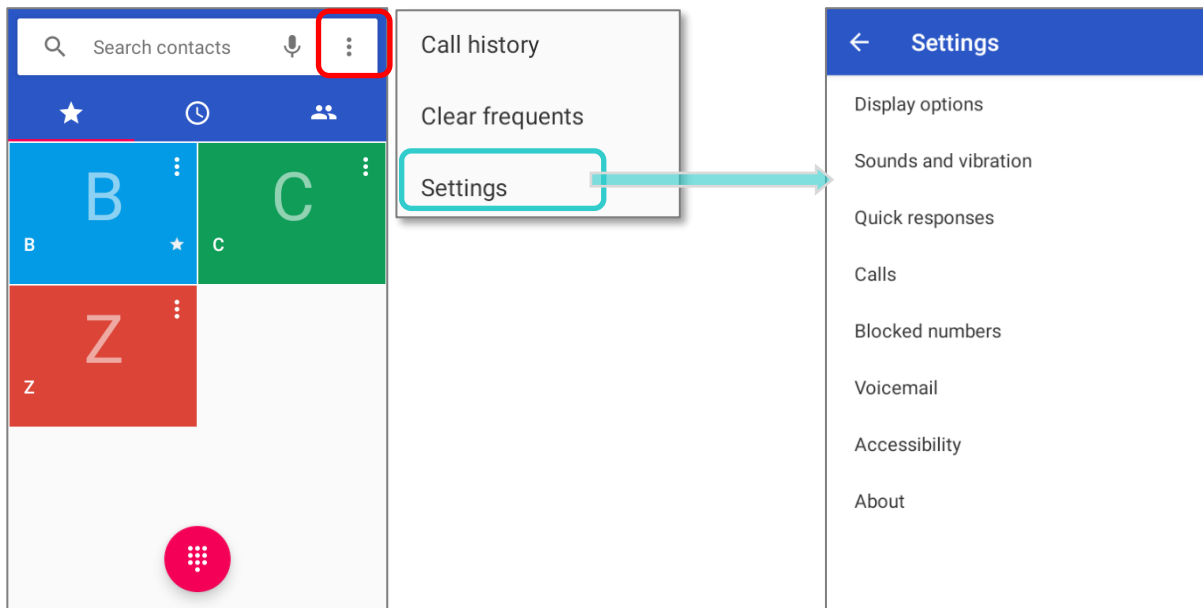 Search contacts
B
B
C
C
Z
Z
Call history
Clear frequents
Settings
Settings
Display options
Sounds and vibration
Quick responses
Calls
Blocked numbers
Voicemail
Accessibility
About